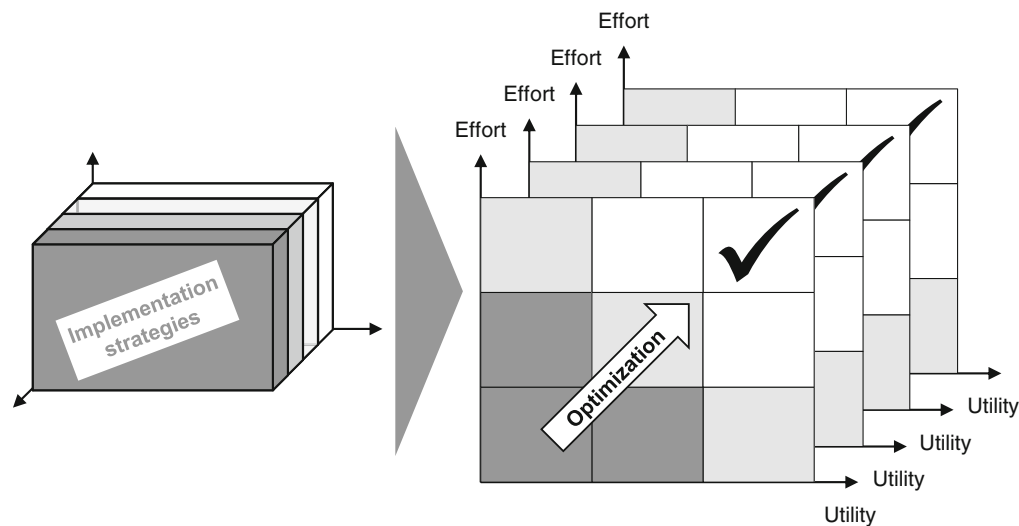 Effort
Effort
Effort
Effort
Implementation
strategies
Optimization
Utility
Utility
Utility
Utility